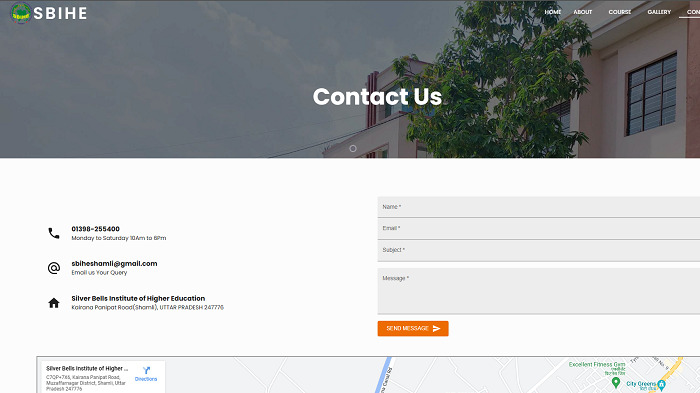 SBIHE
HOME ABOUT COURSE GALLERY CON
Contact Us
01398-255400
Monday to Saturday 10Am to 6Pm
sbiheshamli@gmail.com
Email us Your Query
Silver Bells Institute of Higher Education
Kairana Panipat Road(Shamli), UTTAR PRADESH 247776
Name *
Email *
Subject *
Message *
SEND MESSAGE
Silver Bells Institute of Higher ...
C7QP+7X6, Kairana Panipat Road,
Muzaffarnagar District, Shamli, Uttar
Pradesh 247776
Directions
Canal Rd
Excellent Fitness Gym
City Greens